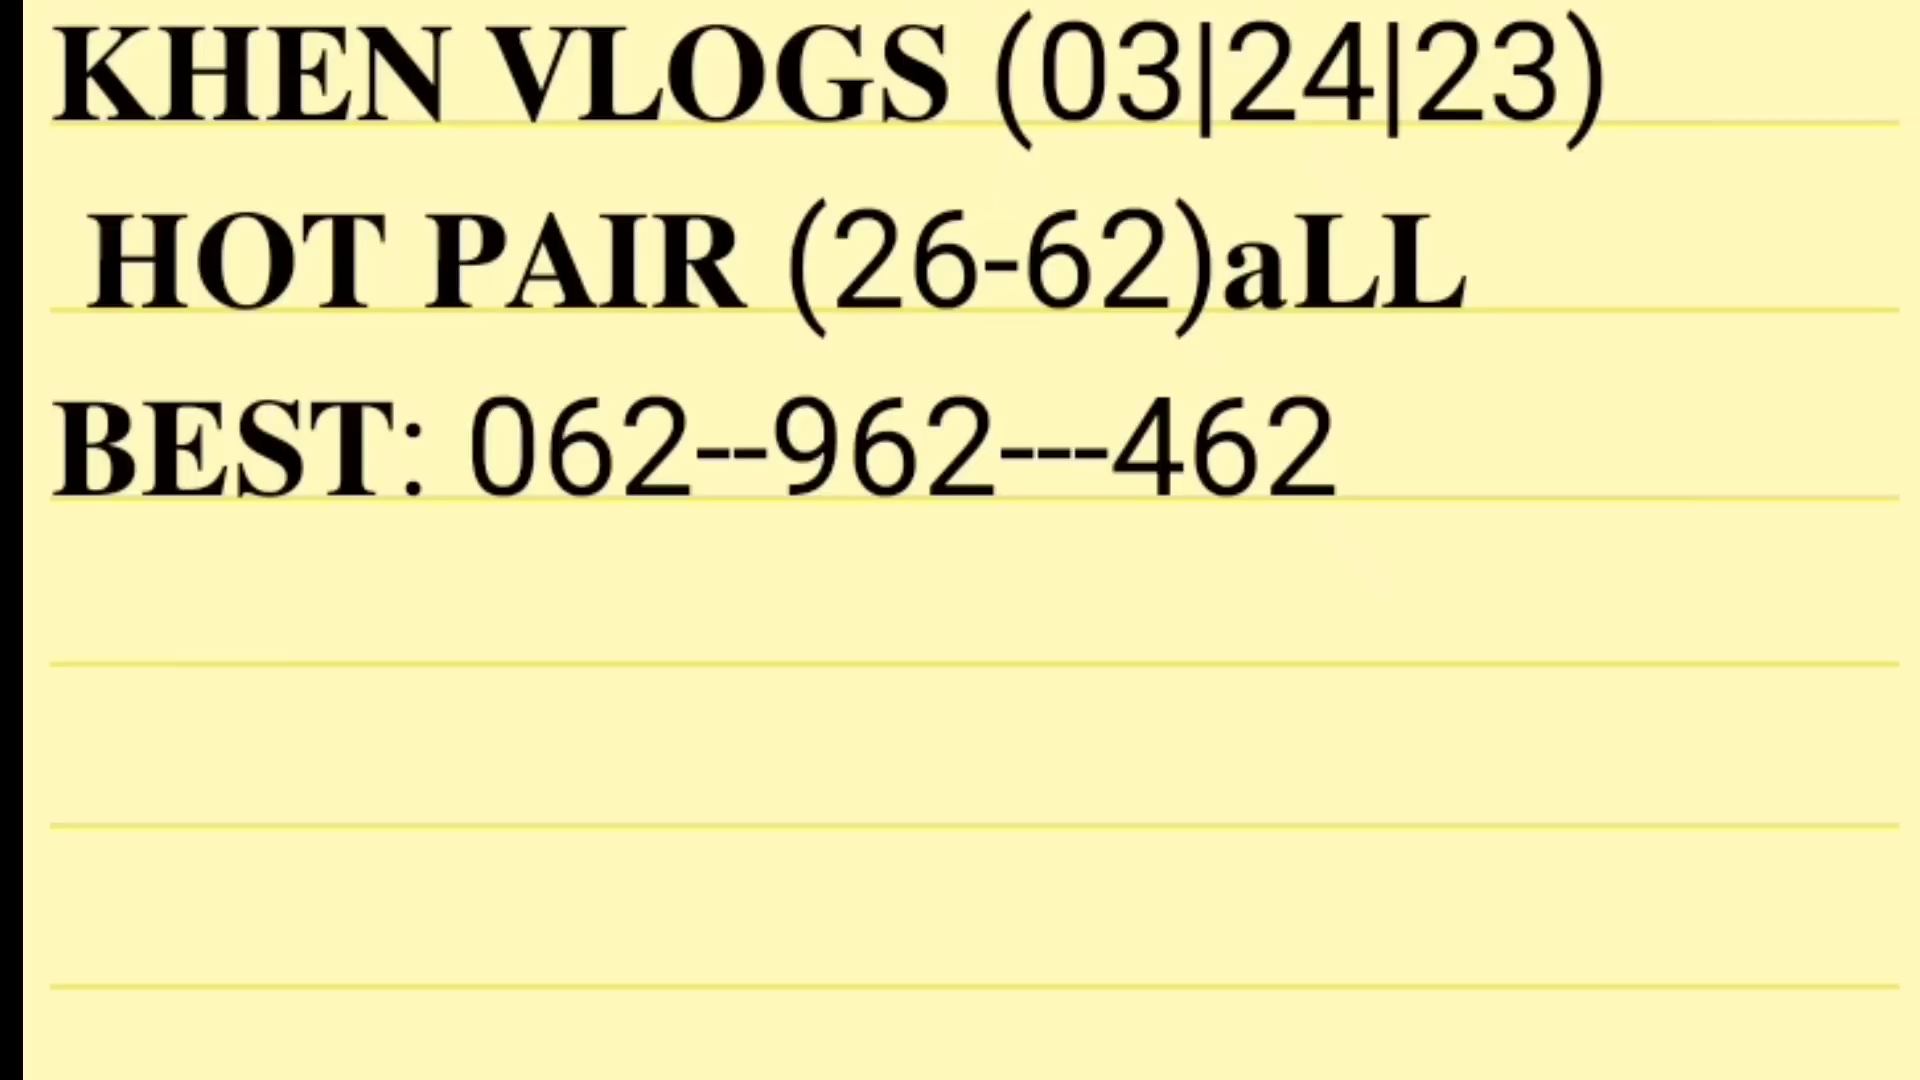 KHEN VLOGS (03|24|23)
HOT PAIR (26-62)aLL
BEST: 062--962---462